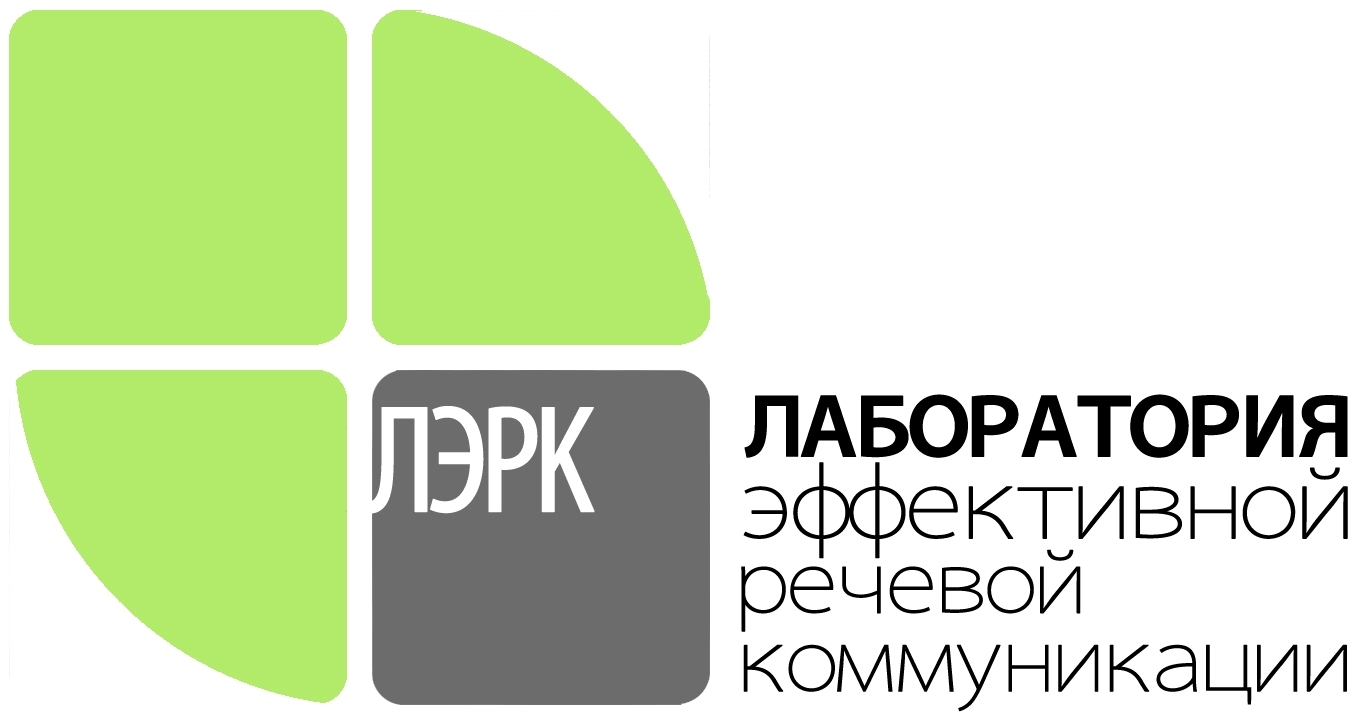 ЛЭРК
ЛАБОРАТОРИЯ
эффективной
речевой
коммуникации